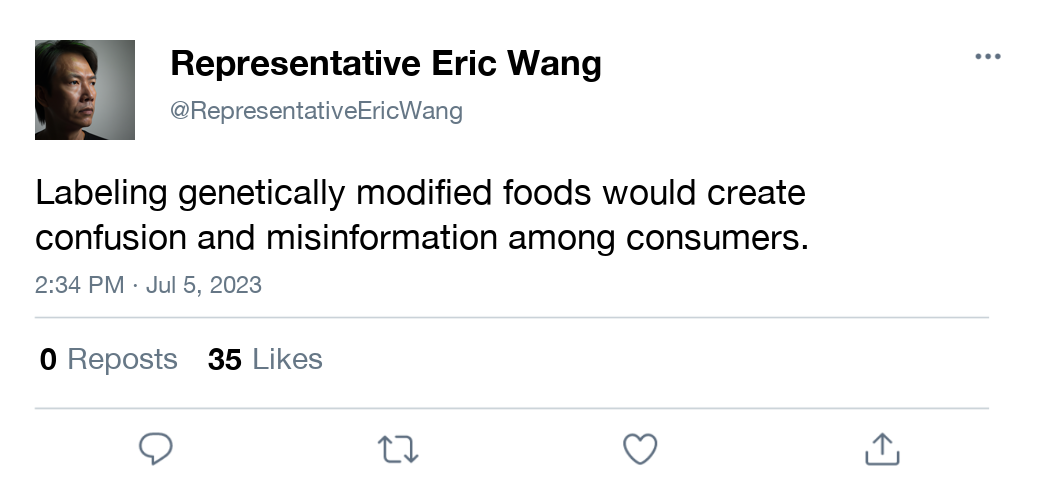 Representative Eric Wang
@RepresentativeEricWang
Labeling genetically modified foods would create
confusion and misinformation among consumers.
2:34 PM · Jul 5, 2023
0 Reposts 35 Likes